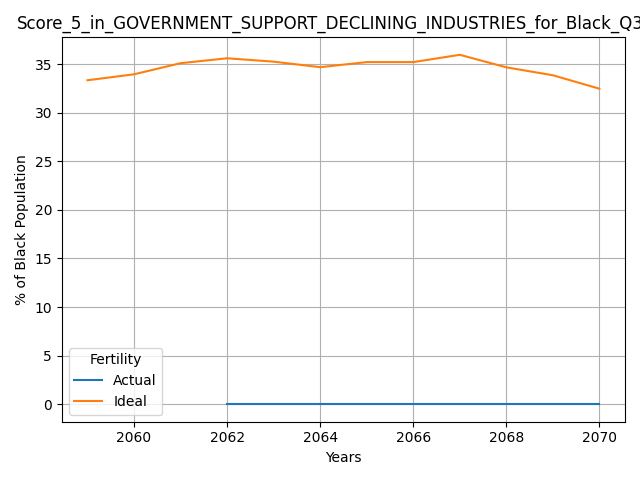 Score_5_in_GOVERNMENT_SUPPORT_DECLINING_INDUSTRIES_for_Black_Q3
% of Black Population
35
30
25
20
15
10
5
0
Fertility
Actual
Ideal
2060 2062 2064 2066 2068 2070
Years